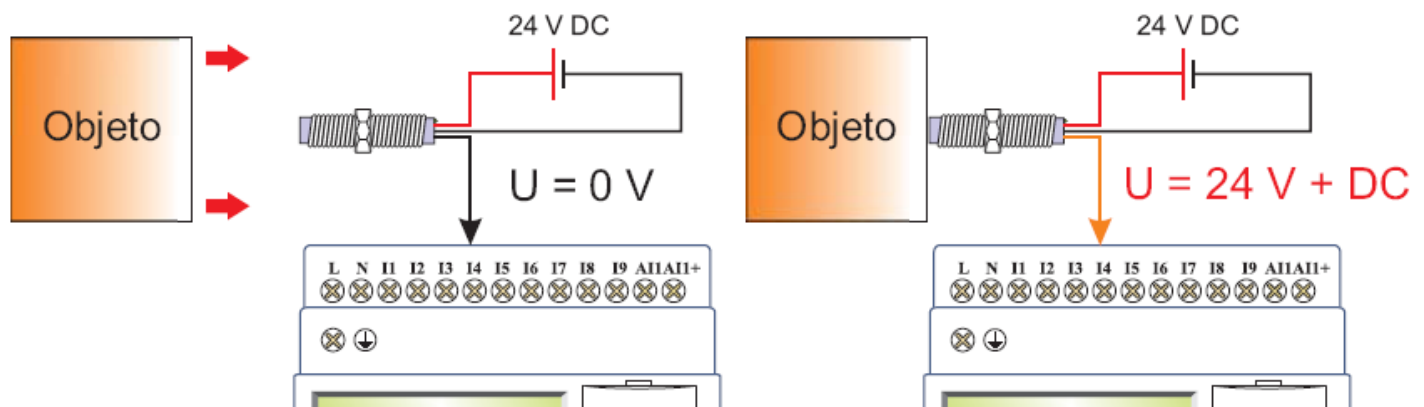 24 V DC
Objeto
U = 0 V
L N I1 I2 I3 I4 I5 I6 I7 I8 I9 AI1AI1+
24 V DC
Objeto
U = 24 V + DC
L N I1 I2 I3 I4 I5 I6 I7 I8 I9 AI1AI1+